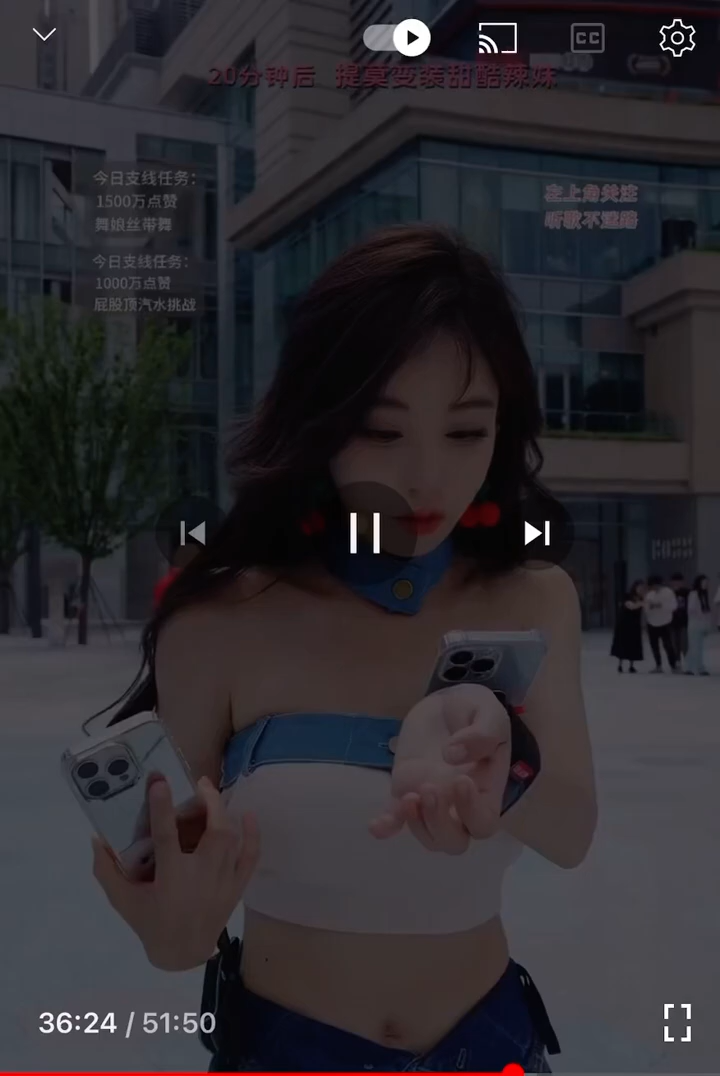 CC
20分钟后 提莫变装甜酷辣妹
今日支线任务:
1500万点赞
舞娘丝带舞
今日支线任务:
1000万点赞
屁股顶汽水挑战
左上角关注
听歌不迷路
36:24 / 51:50